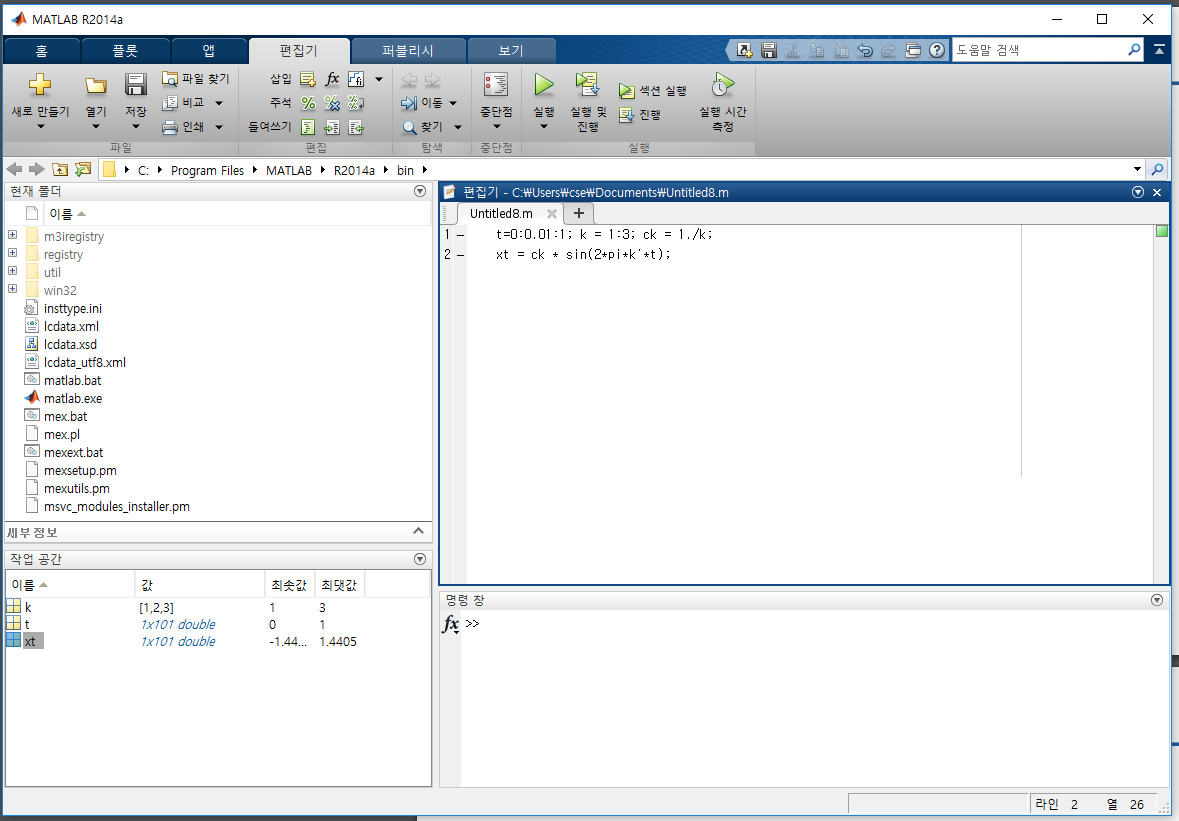 MATLAB R2014a
홈 플롯 앱 편집기 퍼블리시 보기 도움말 검색
새로 만들기 열기 저장 파일 찾기 비교 인쇄
파일
삽입 fx fi
주석 % % %
들여쓰기
편집
이동
찾기
탐색
중단점
중단점
실행 실행 및 진행 섹션 실행 진행 실행 시간 측정
실행
C: Program Files MATLAB R2014a bin
현재 폴더
이름
m3iregistry
registry
util
win32
insttype.ini
lcdata.xml
lcdata.xsd
lcdata_utf8.xml
matlab.bat
matlab.exe
mex.bat
mex.pl
mexext.bat
mexsetup.pm
mexutils.pm
msvc_modules_installer.pm
세부 정보
작업 공간
이름 값 최솟값 최댓값
k [1,2,3] 1 3
t 1x101 double 0 1
xt 1x101 double -1.44... 1.4405
편집기 - C:₩Users₩cse₩Documents₩Untitled8.m
Untitled8.m
1 – t=0:0.01:1; k = 1:3; ck = 1./k;
2 – xt = ck * sin(2*pi*k'*t);
명령 창
fx >>
라인 2 열 26